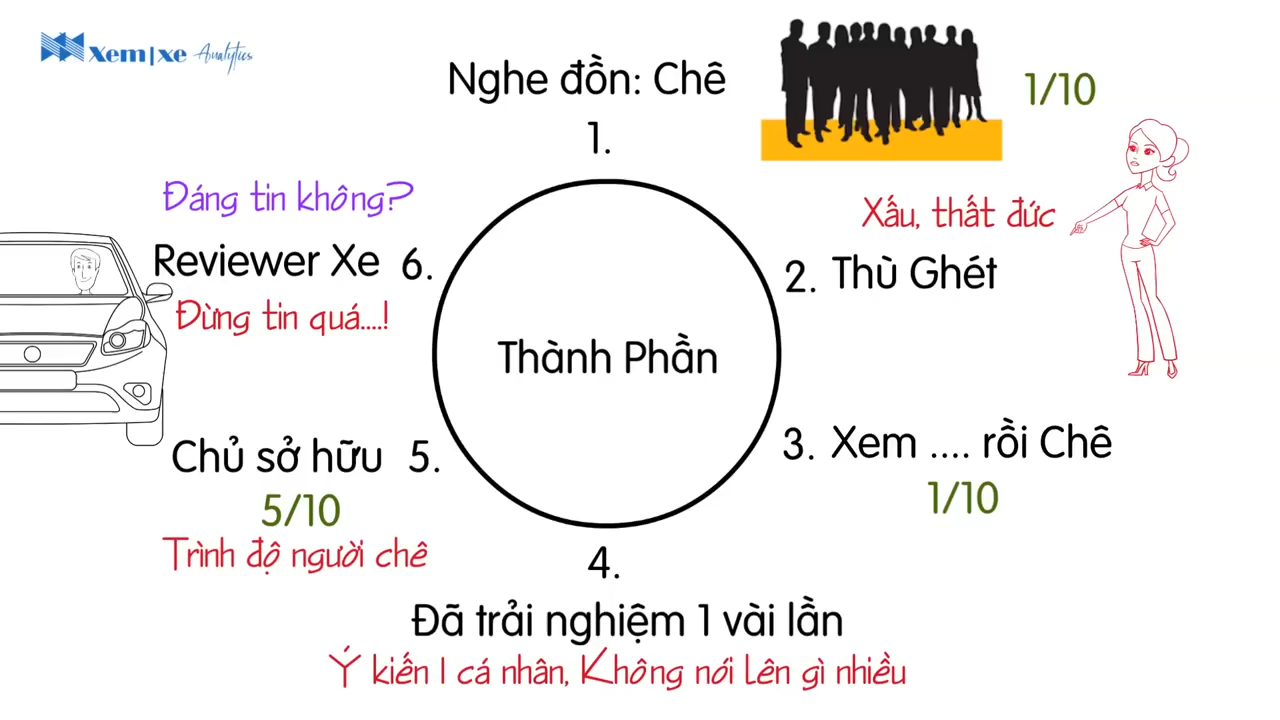 Xem|xe Analytics
Nghe đồn: Chê
1/10
1.
Đáng tin không?
Xấu, thất đức
Reviewer Xe 6.
2. Thù Ghét
Đừng tin quá....!
Thành Phần
Chủ sở hữu 5.
3. Xem .... rồi Chê
5/10
1/10
Trình độ người chê
4.
Đã trải nghiệm 1 vài lần
Ý kiến 1 cá nhân, Không nói lên gì nhiều